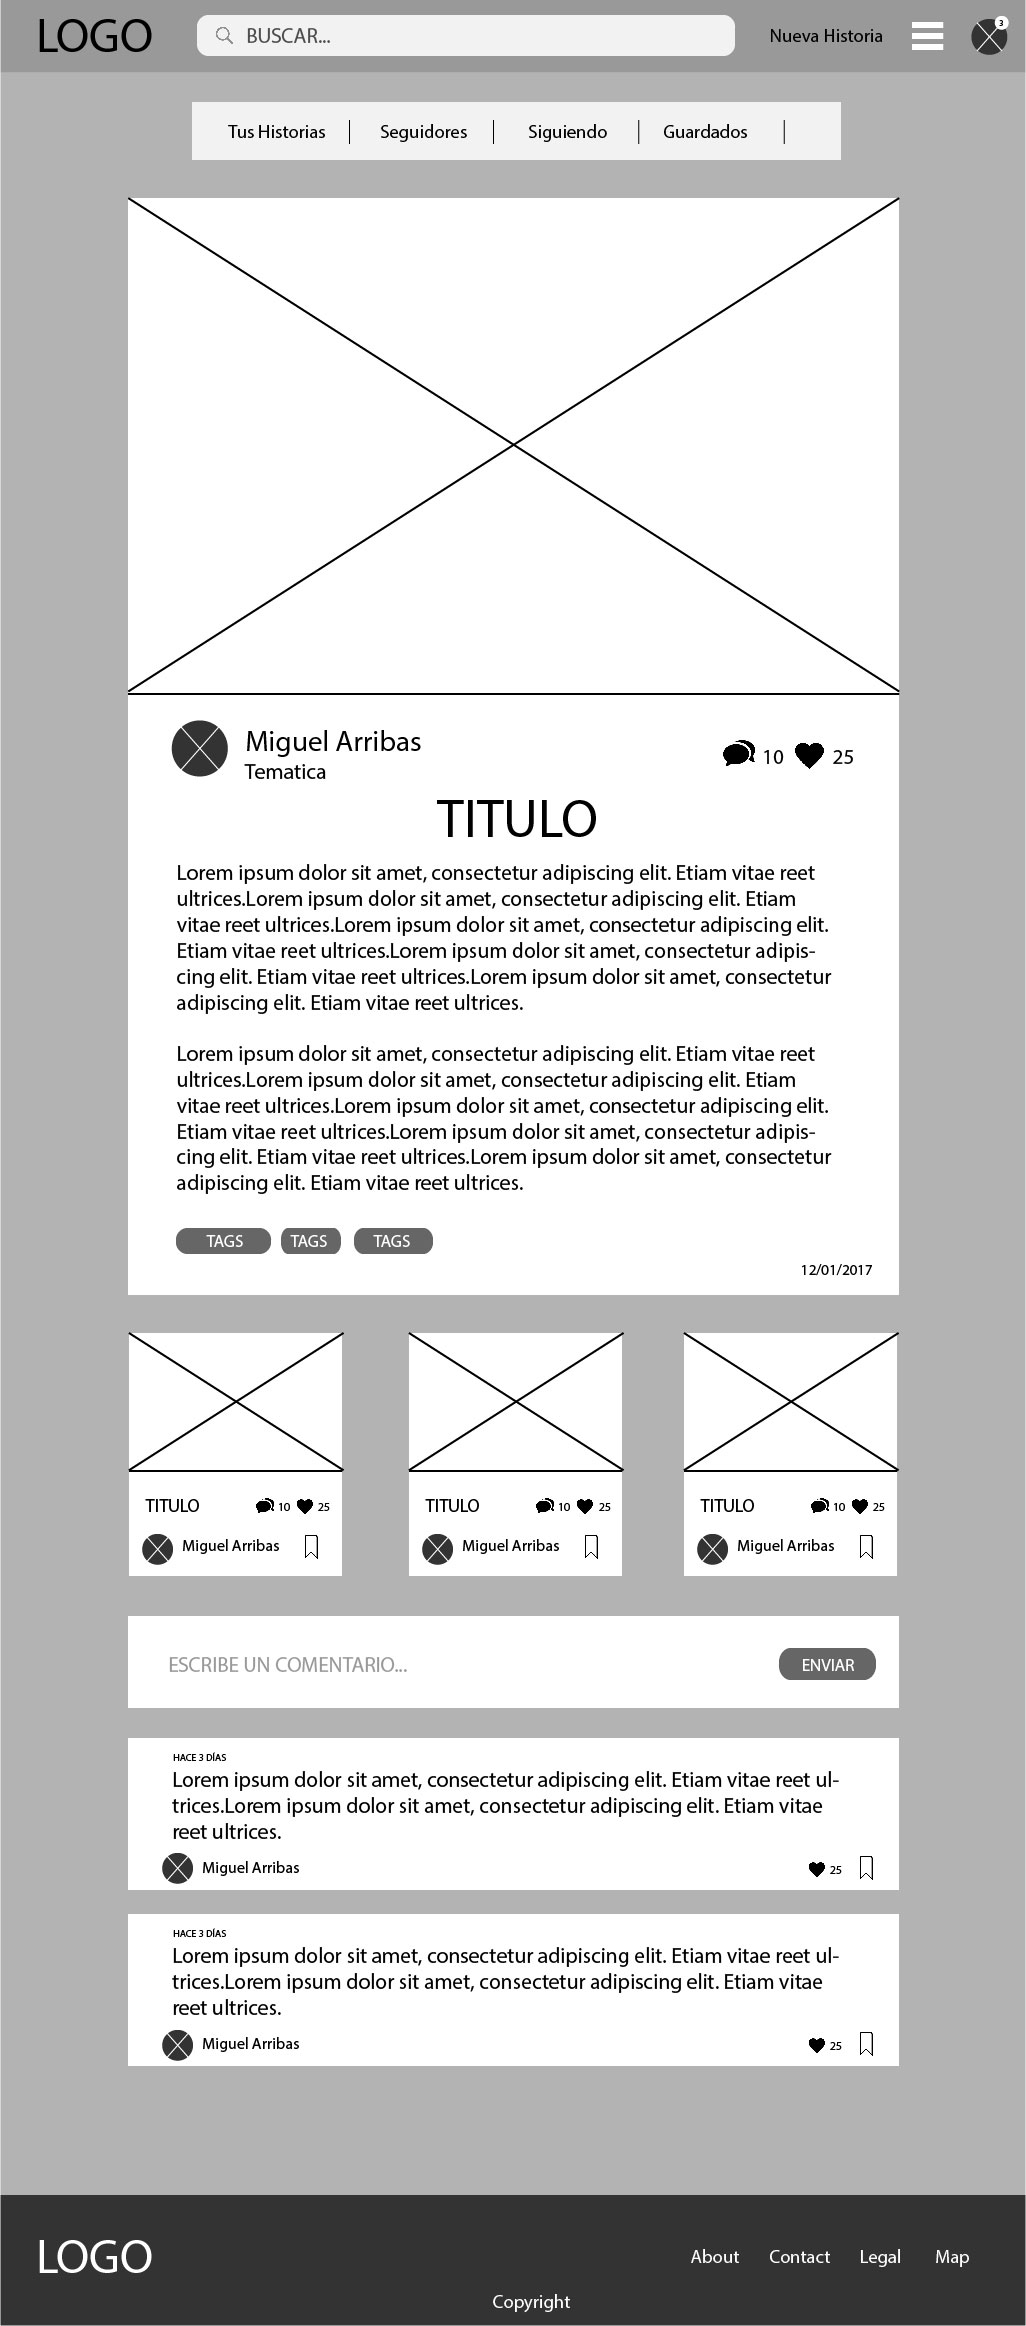 LOGO
BUSCAR...
Nueva Historia
3
Tus Historias
Seguidores
Siguiendo
Guardados
Miguel Arribas
Tematica
10
25
TITULO
Lorem ipsum dolor sit amet, consectetur adipiscing elit. Etiam vitae reet
ultrices.Lorem ipsum dolor sit amet, consectetur adipiscing elit. Etiam
vitae reet ultrices.Lorem ipsum dolor sit amet, consectetur adipiscing elit.
Etiam vitae reet ultrices.Lorem ipsum dolor sit amet, consectetur adipis-
cing elit. Etiam vitae reet ultrices.Lorem ipsum dolor sit amet, consectetur
adipiscing elit. Etiam vitae reet ultrices.
Lorem ipsum dolor sit amet, consectetur adipiscing elit. Etiam vitae reet
ultrices.Lorem ipsum dolor sit amet, consectetur adipiscing elit. Etiam
vitae reet ultrices.Lorem ipsum dolor sit amet, consectetur adipiscing elit.
Etiam vitae reet ultrices.Lorem ipsum dolor sit amet, consectetur adipis-
cing elit. Etiam vitae reet ultrices.Lorem ipsum dolor sit amet, consectetur
adipiscing elit. Etiam vitae reet ultrices.
TAGS
TAGS
TAGS
12/01/2017
TITULO
10
25
Miguel Arribas
TITULO
10
25
Miguel Arribas
TITULO
10
25
Miguel Arribas
ESCRIBE UN COMENTARIO...
ENVIAR
HACE 3 DÍAS
Lorem ipsum dolor sit amet, consectetur adipiscing elit. Etiam vitae reet ul-
trices.Lorem ipsum dolor sit amet, consectetur adipiscing elit. Etiam vitae
reet ultrices.
Miguel Arribas
25
HACE 3 DÍAS
Lorem ipsum dolor sit amet, consectetur adipiscing elit. Etiam vitae reet ul-
trices.Lorem ipsum dolor sit amet, consectetur adipiscing elit. Etiam vitae
reet ultrices.
Miguel Arribas
25
LOGO
About
Contact
Legal
Map
Copyright